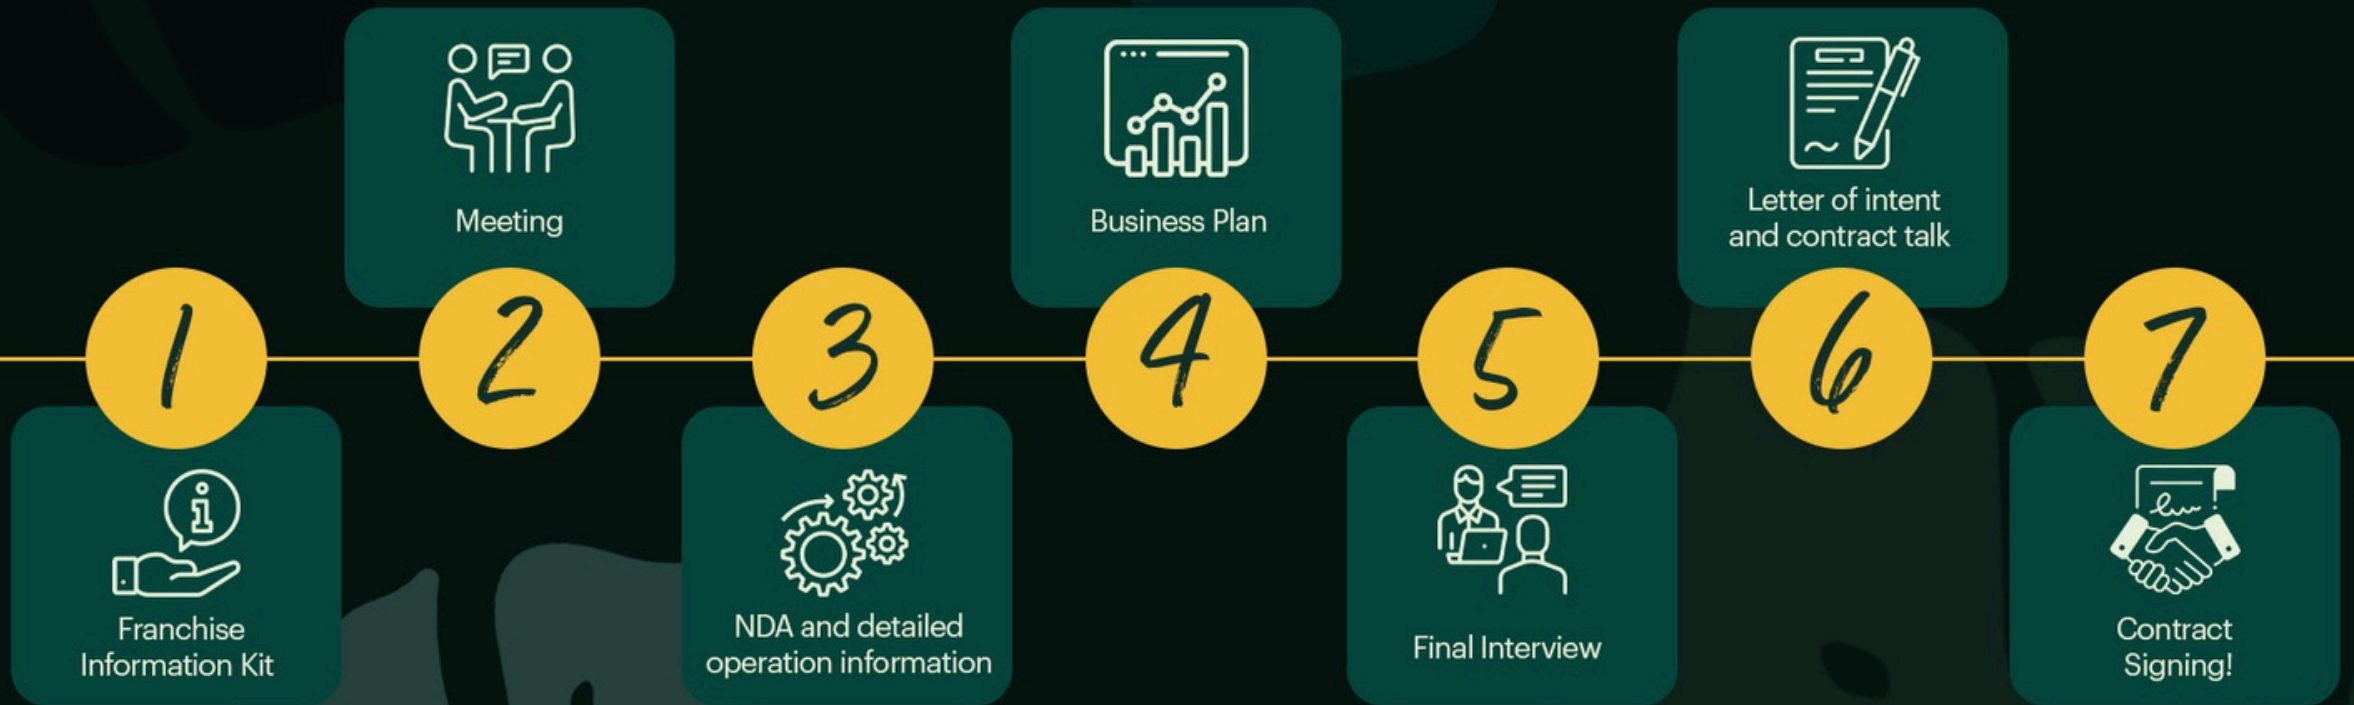 1
Franchise
Information Kit
2
Meeting
3
NDA and detailed
operation information
4
Business Plan
5
Final Interview
6
Letter of intent
and contract talk
7
Contract
Signing!